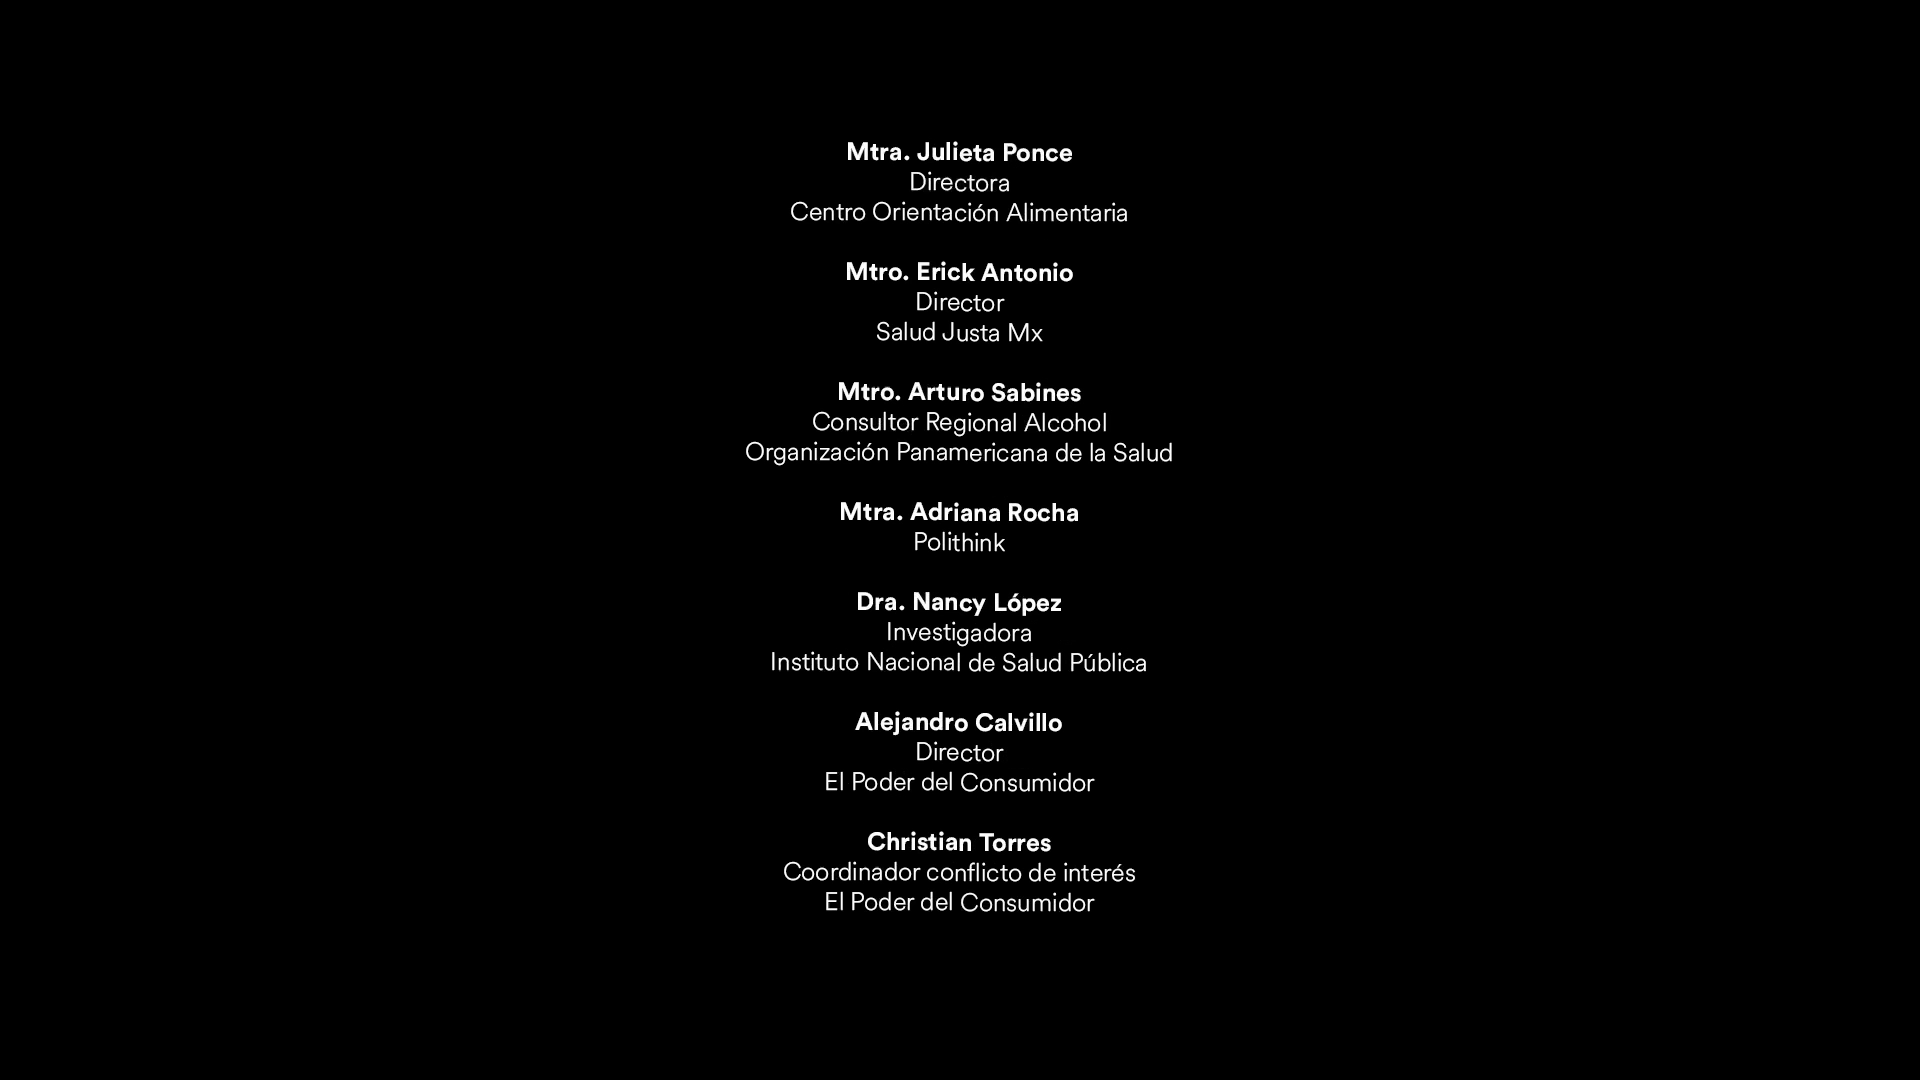 Mtra. Julieta Ponce
Directora
Centro Orientación Alimentaria
Mtro. Erick Antonio
Director
Salud Justa Mx
Mtro. Arturo Sabines
Consultor Regional Alcohol
Organización Panamericana de la Salud
Mtra. Adriana Rocha
Polithink
Dra. Nancy López
Investigadora
Instituto Nacional de Salud Pública
Alejandro Calvillo
Director
El Poder del Consumidor
Christian Torres
Coordinador conflicto de interés
El Poder del Consumidor